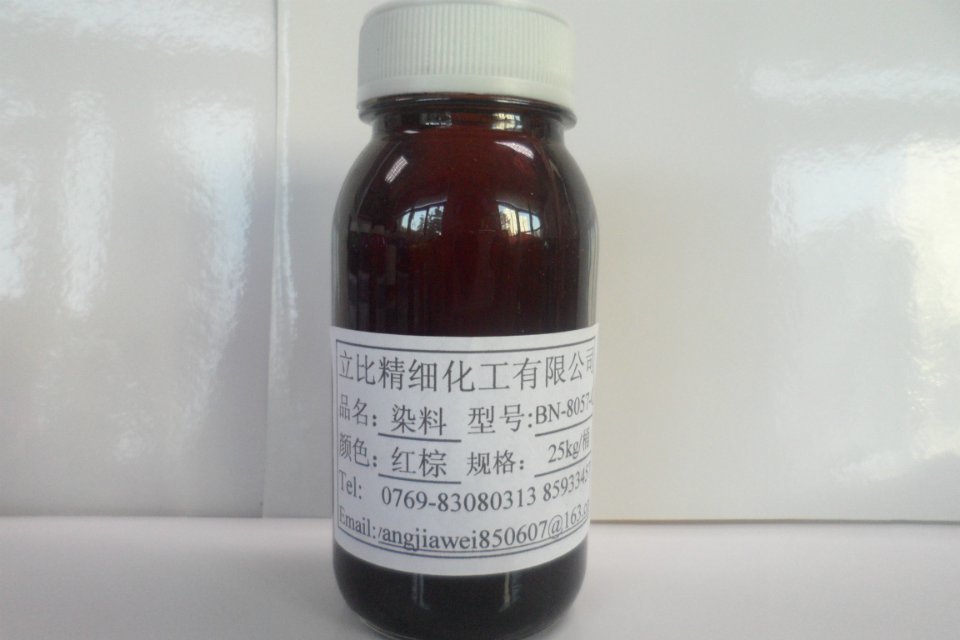 立比精细化工有限公司
品名：染料 型号:BN-8057-
颜色：红棕 规格： 25kg/桶
Tel: 0769-83080313 8593345
Email:yangjiawei850607@163.c